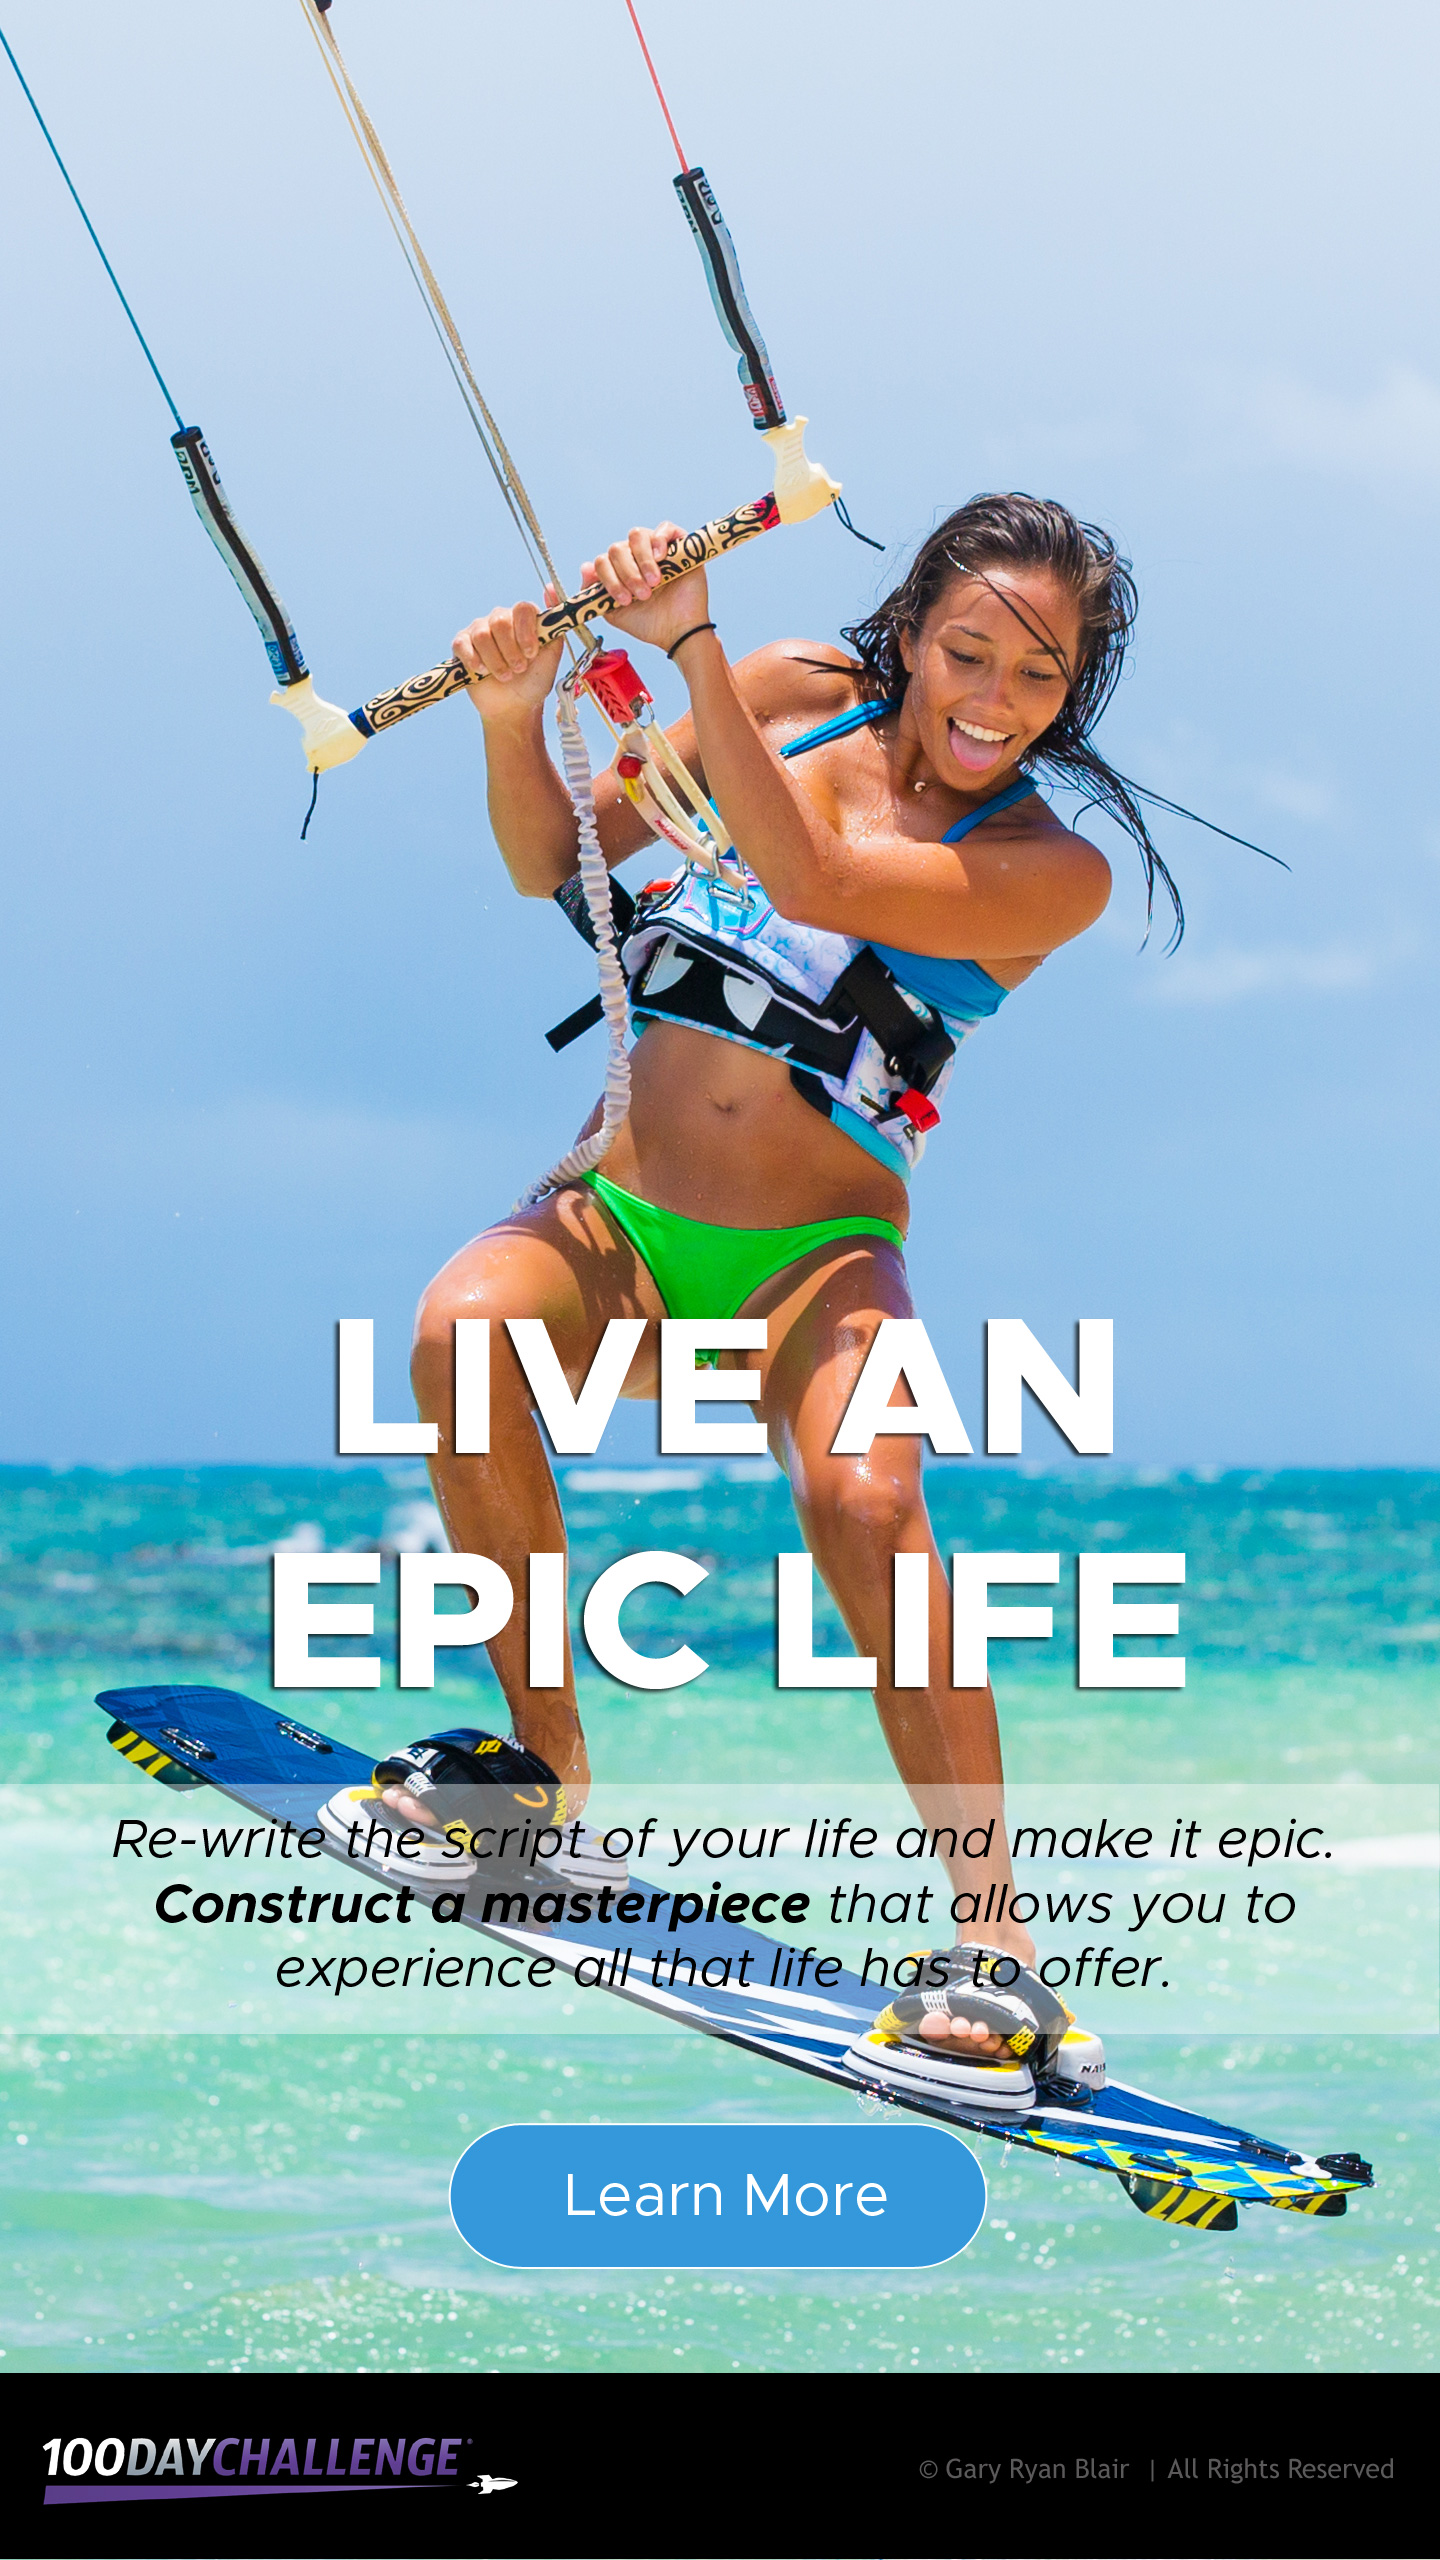 LIVE AN
EPIC LIFE
Re-write the script of your life and make it epic.
Construct a masterpiece that allows you to
experience all that life has to offer.
Learn More
100DAYCHALLENGE®
© Gary Ryan Blair | All Rights Reserved